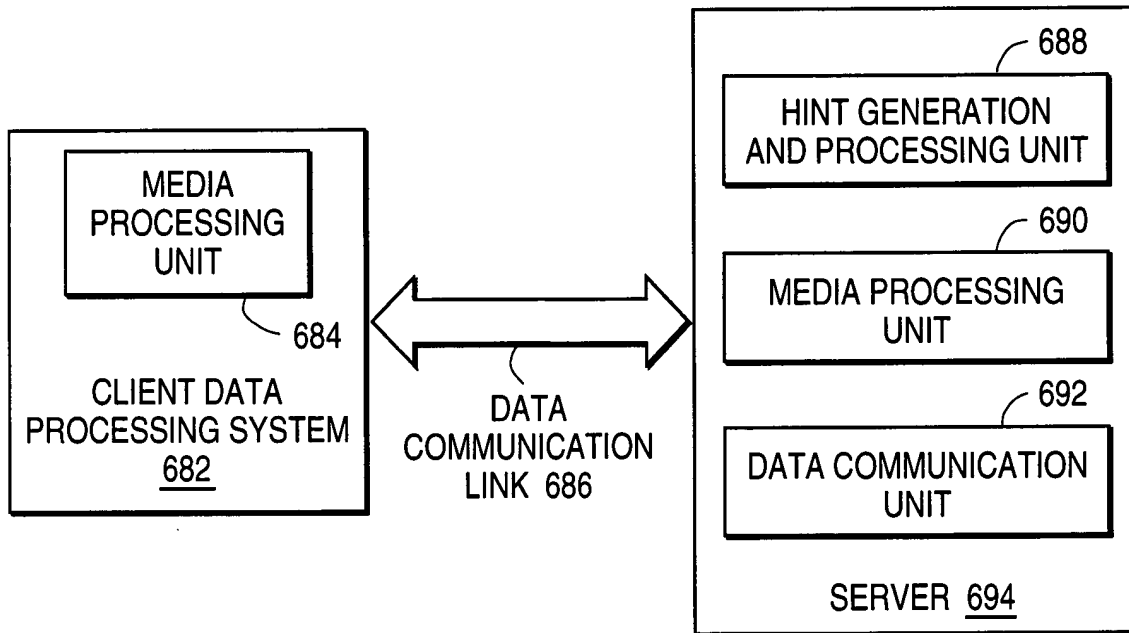 MEDIA
PROCESSING
UNIT
684
CLIENT DATA
PROCESSING SYSTEM
682
DATA
COMMUNICATION
LINK 686
688
HINT GENERATION
AND PROCESSING UNIT
690
MEDIA PROCESSING
UNIT
692
DATA COMMUNICATION
UNIT
SERVER 694